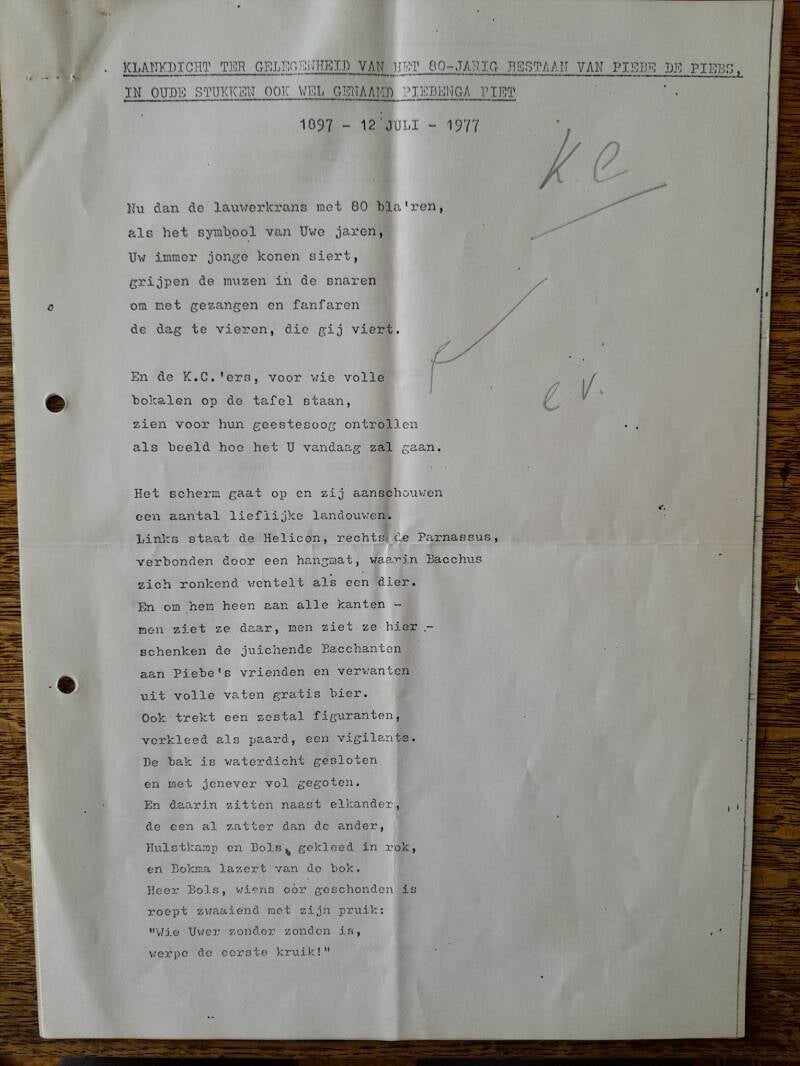 KLANKDICHT TER GELEGENHEID VAN HET 80-JARIG BESTAAN VAN PIEBE DE PIEBS,
IN OUDE STUKKEN OOK WEL GENAAMD PIEBENGA PIET
1897 - 12 JULI - 1977
K.C
Nu dan de lauwerkrans met 80 bla'ren,
als het symbool van Uwe jaren,
Uw immer jonge konen siert,
grijpen de muzen in de snaren
om met gezangen en fanfaren
de dag te vieren, die gij viert.
En de K.C.'ers, voor wie volle
bokalen op de tafel staan,
zien voor hun geestesoog ontrollen
als beeld hoe het U vandaag zal gaan.
e.v.
Het scherm gaat op en zij aanschouwen
een aantal lieflijke landouwen.
Links staat de Helicon, rechts de Parnassus,
verbonden door een hangmat, waarin Bacchus
zich ronkend wentelt als een dier.
En om hem heen aan alle kanten -
men ziet ze daar, men ziet ze hier -
schenken de juichende Bacchanten
aan Piebe's vrienden en verwanten
uit volle vaten gratis bier.
Ook trekt een zestal figuranten,
verkleed als paard, een vigilante.
De bak is waterdicht gesloten
en met jenever vol gegoten.
En daarin zitten naast elkander,
de een al zatter dan de ander,
Hulstkamp en Bols, gekleed in rok,
en Bokma lazert van de bok.
Heer Bols, wiens oor geschonden is
roept zwaaiend met zijn pruik:
"Wie Uwer zonder zonden is,
werpe de eerste kruik!"